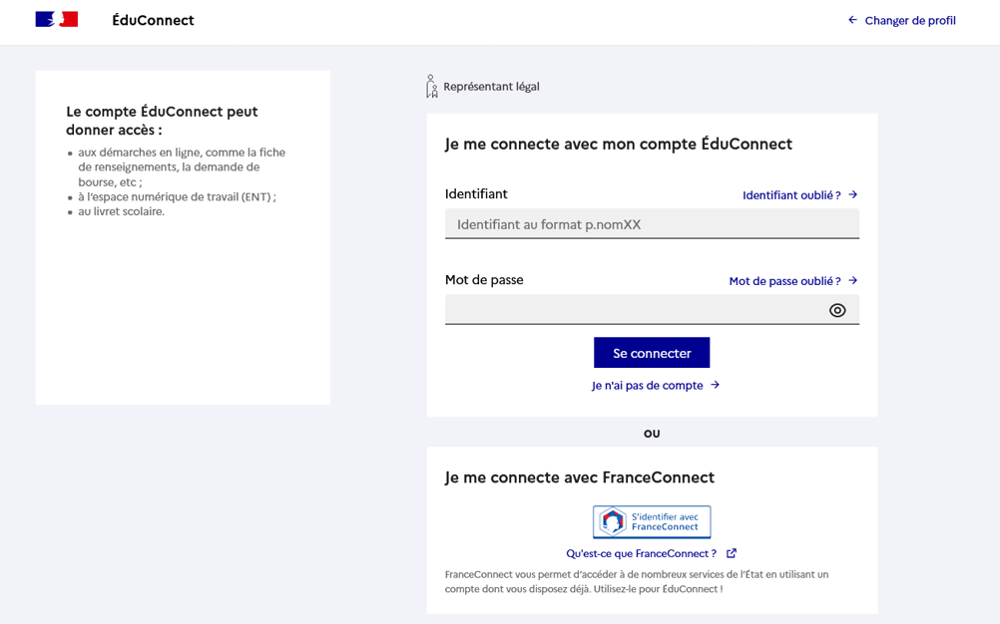 ÉduConnect
Changer de profil
Le compte ÉduConnect peut
donner accès :
aux démarches en ligne, comme la fiche
de renseignements, la demande de
bourse, etc ;
à l'espace numérique de travail (ENT) ;
au livret scolaire.
Représentant légal
Je me connecte avec mon compte ÉduConnect
Identifiant
Identifiant oublié ?
Identifiant au format p.nomXX
Mot de passe
Mot de passe oublié ?
Se connecter
Je n'ai pas de compte
OU
Je me connecte avec FranceConnect
S'identifier avec
FranceConnect
Qu'est-ce que FranceConnect ?
FranceConnect vous permet d'accéder à de nombreux services de l'État en utilisant un
compte dont vous disposez déjà. Utilisez-le pour ÉduConnect !